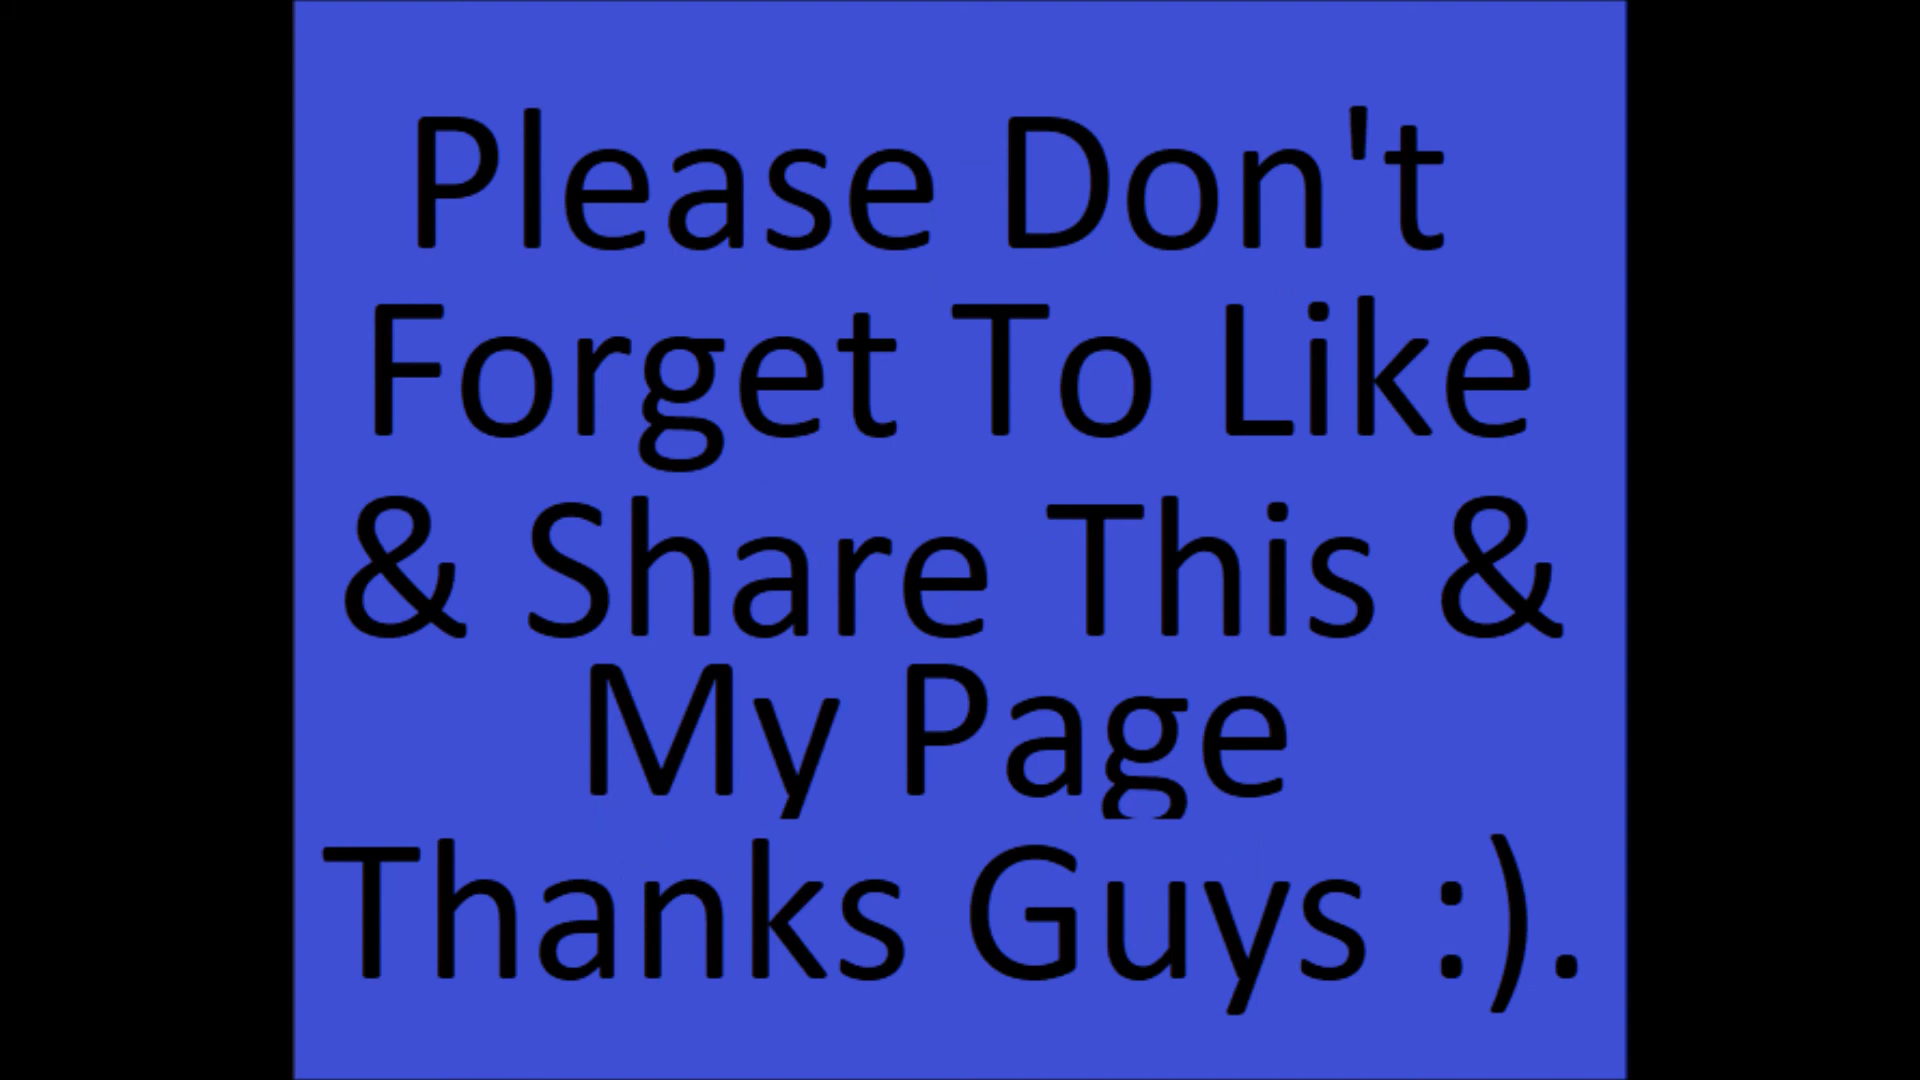 Please Don't
Forget To Like
& Share This &
My Page
Thanks Guys :).